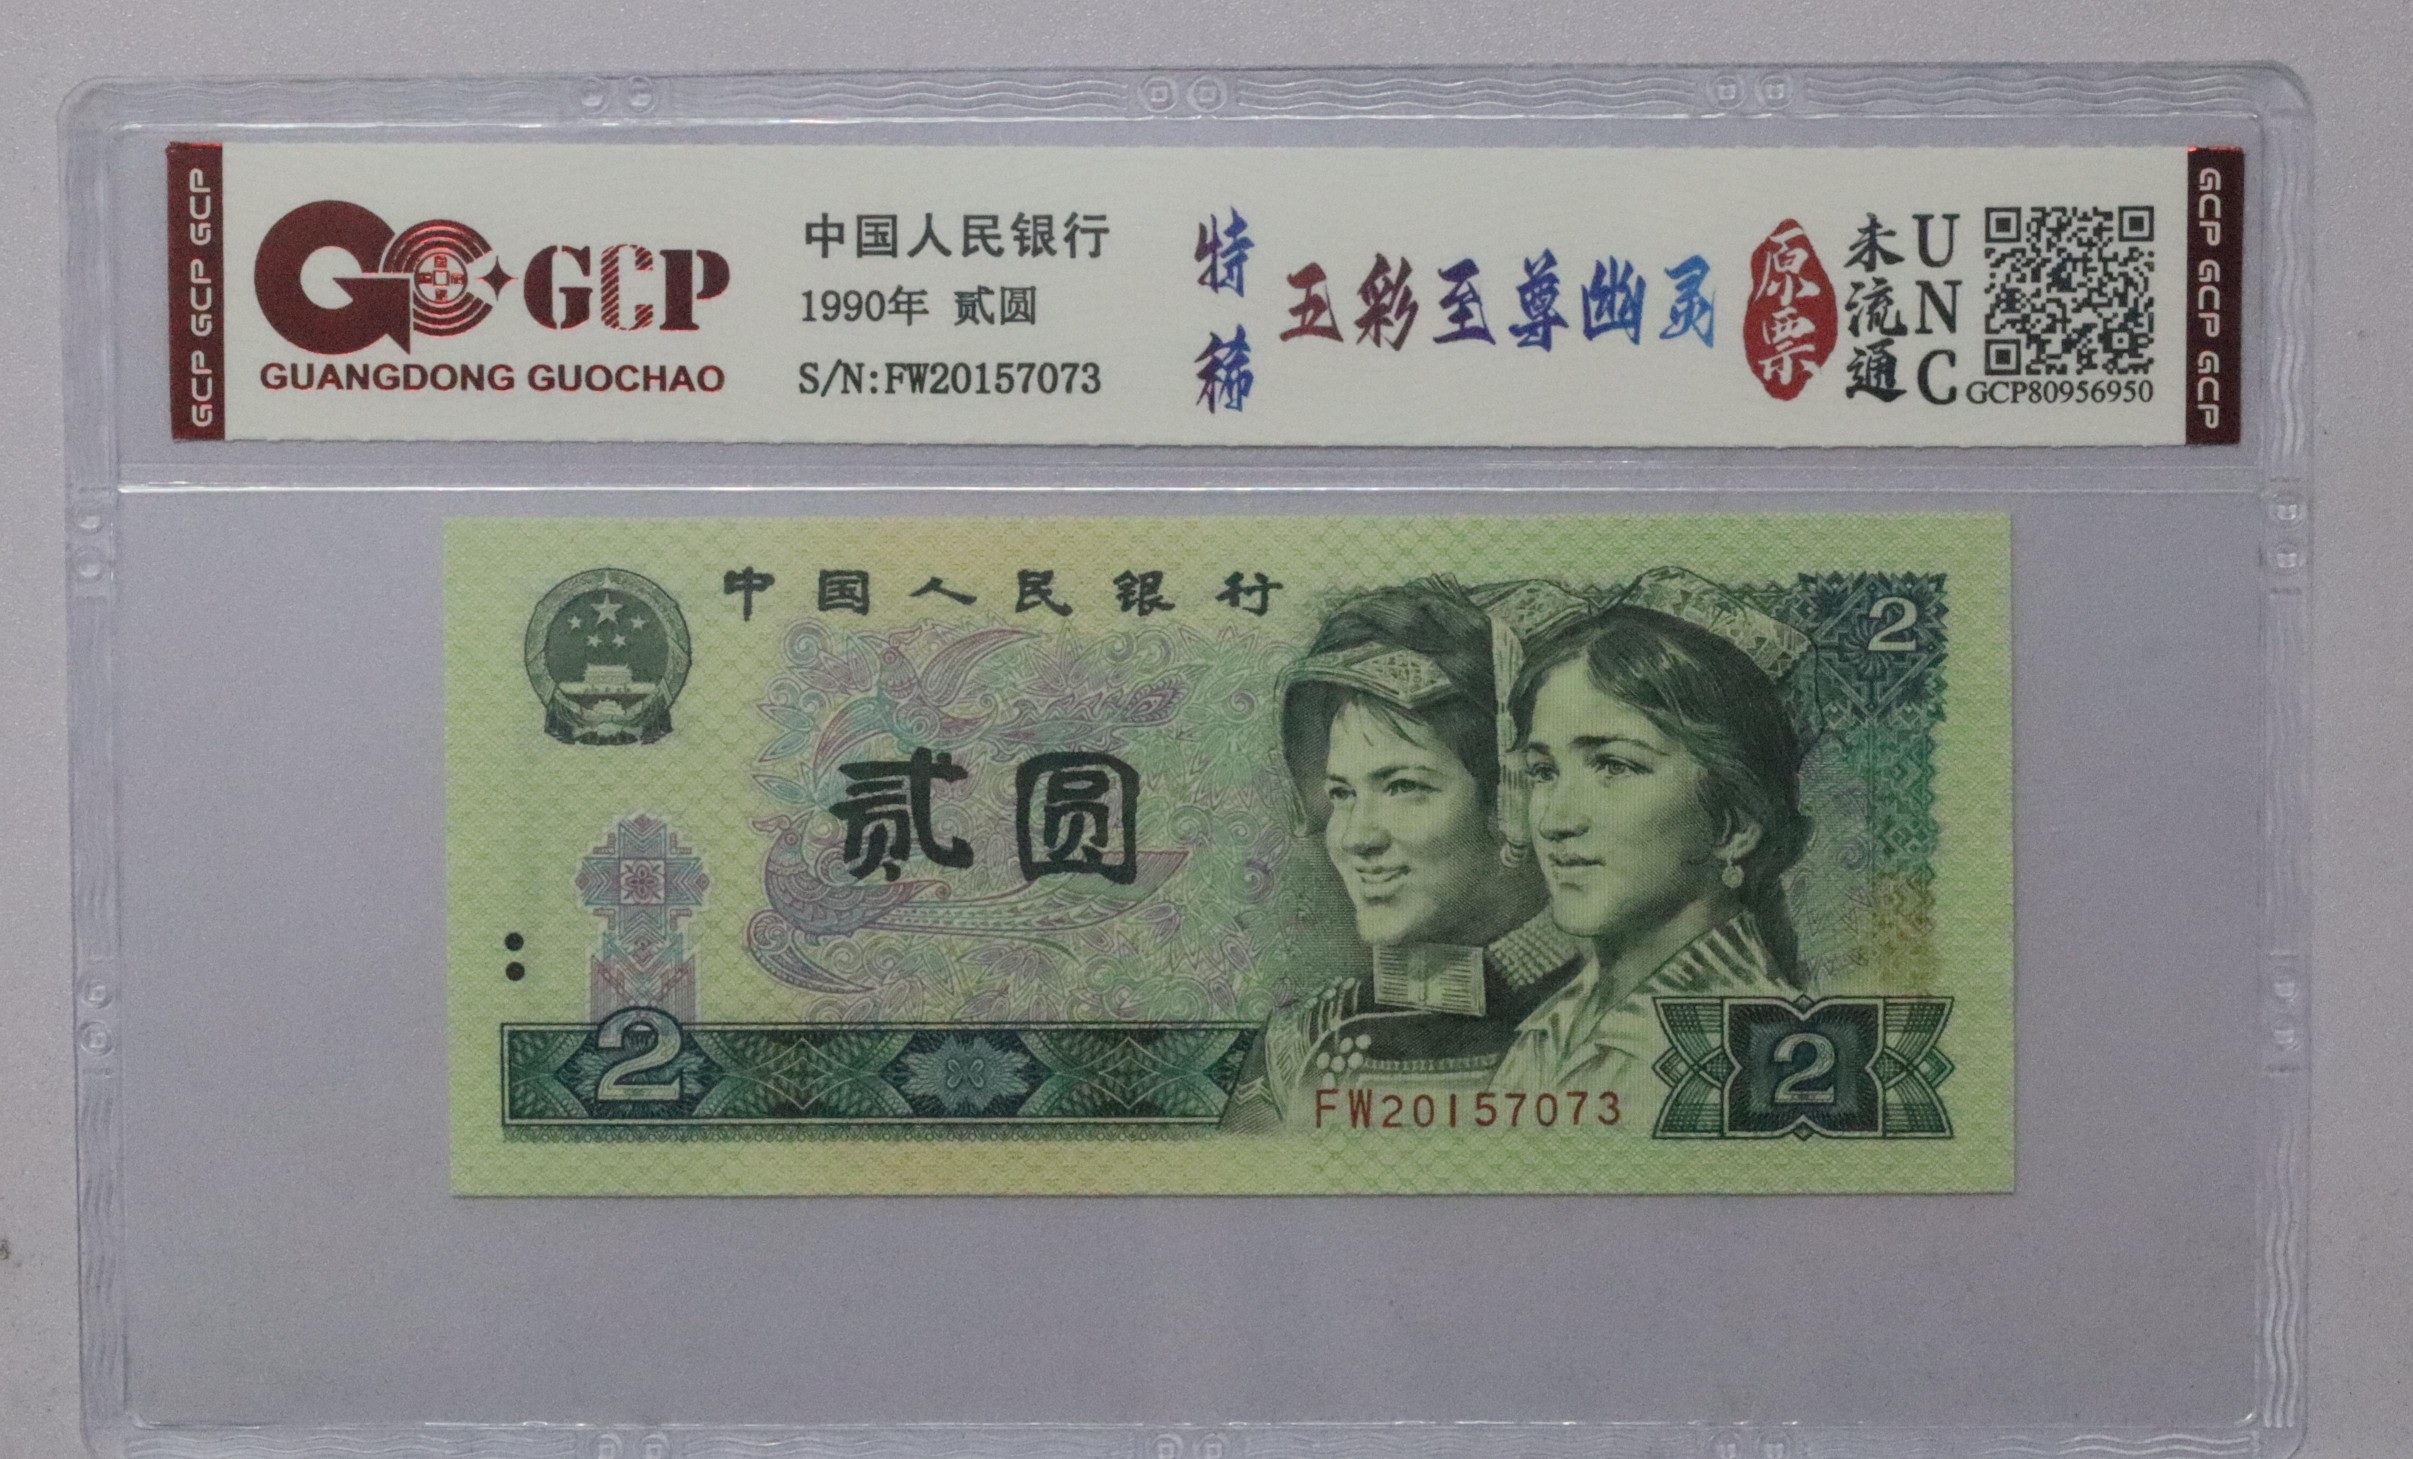 GCP GCP GCP
GCP
GUANGDONG GUOCHAO
中国人民银行
1990年 贰圆
S/N:FW20157073
特稀
五彩至尊幽灵
原票
未流通
UNC
GCP80956950
GCP GCP GCP
中国人民银行
2
贰圆
2
FW20157073
2